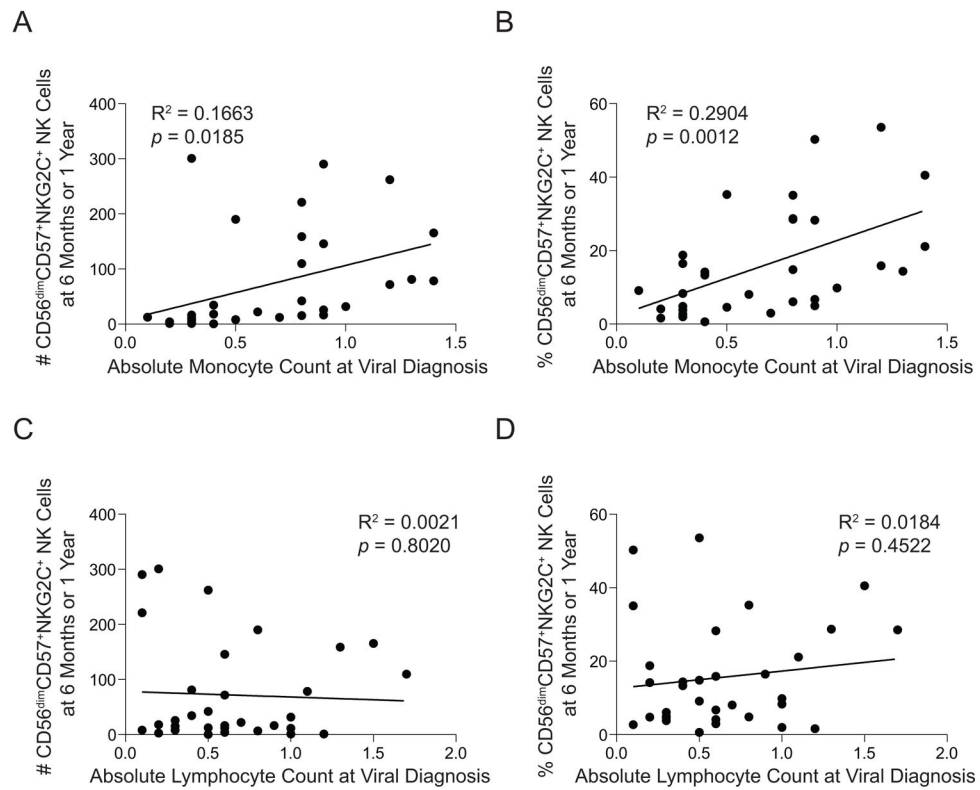 A
# CD56dimCD57+NKG2C+ NK Cells
at 6 Months or 1 Year
400
300
200
100
0
R2 = 0.1663
p = 0.0185
0.0
0.5
1.0
1.5
Absolute Monocyte Count at Viral Diagnosis
B
% CD56dimCD57+NKG2C+ NK Cells
at 6 Months or 1 Year
60
40
20
0
R2 = 0.2904
p = 0.0012
0.0
0.5
1.0
1.5
Absolute Monocyte Count at Viral Diagnosis
C
# CD56dimCD57+NKG2C+ NK Cells
at 6 Months or 1 Year
400
300
200
100
0
R2 = 0.0021
p = 0.8020
0.0
0.5
1.0
1.5
2.0
Absolute Lymphocyte Count at Viral Diagnosis
D
% CD56dimCD57+NKG2C+ NK Cells
at 6 Months or 1 Year
60
40
20
0
R2 = 0.0184
p = 0.4522
0.0
0.5
1.0
1.5
2.0
Absolute Lymphocyte Count at Viral Diagnosis